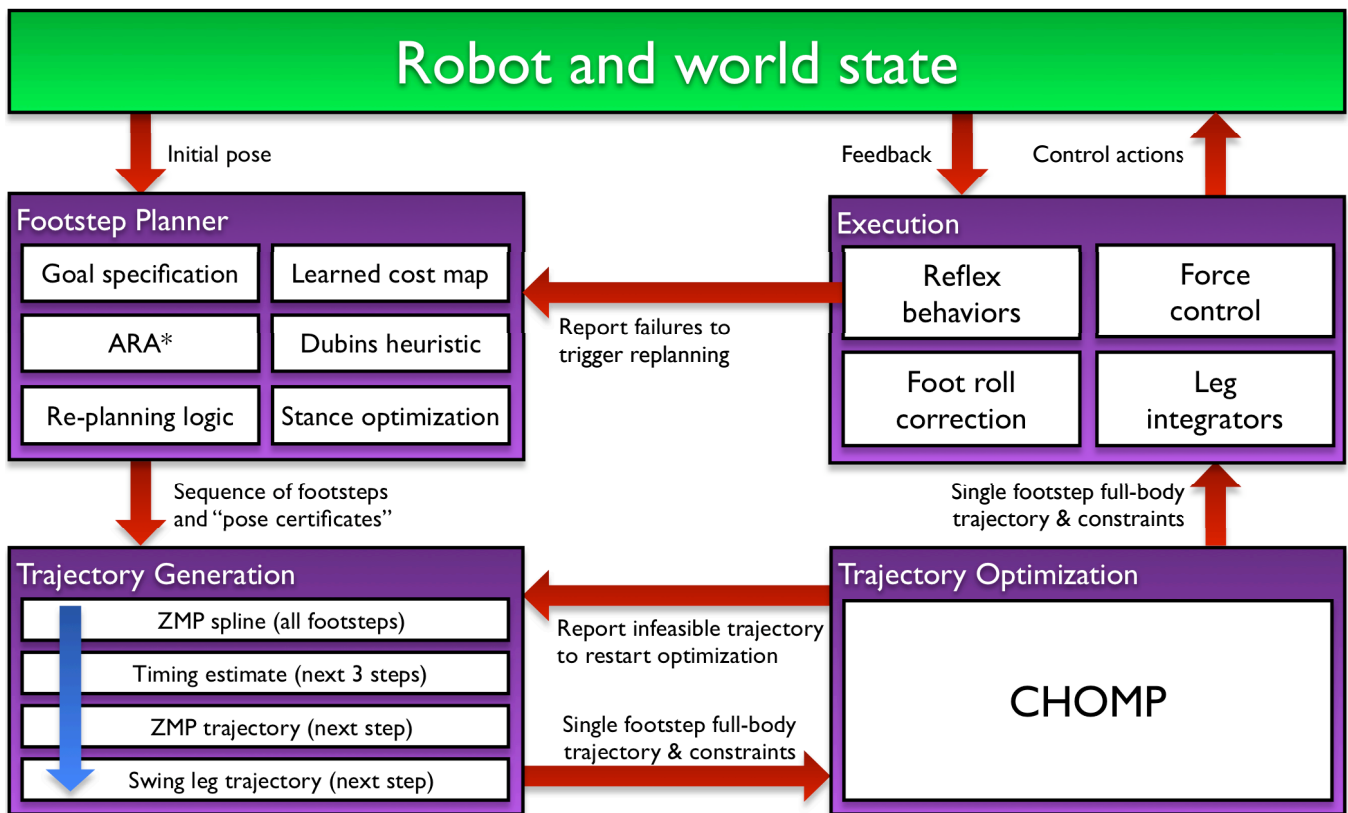 Robot and world state
Initial pose
Feedback
Control actions
Footstep Planner
Goal specification
Learned cost map
ARA*
Dubins heuristic
Re-planning logic
Stance optimization
Report failures to
trigger replanning
Execution
Reflex
behaviors
Force
control
Foot roll
correction
Leg
integrators
Sequence of footsteps
and “pose certificates”
Single footstep full-body
trajectory & constraints
Trajectory Generation
ZMP spline (all footsteps)
Timing estimate (next 3 steps)
ZMP trajectory (next step)
Swing leg trajectory (next step)
Report infeasible trajectory
to restart optimization
Single footstep full-body
trajectory & constraints
Trajectory Optimization
CHOMP